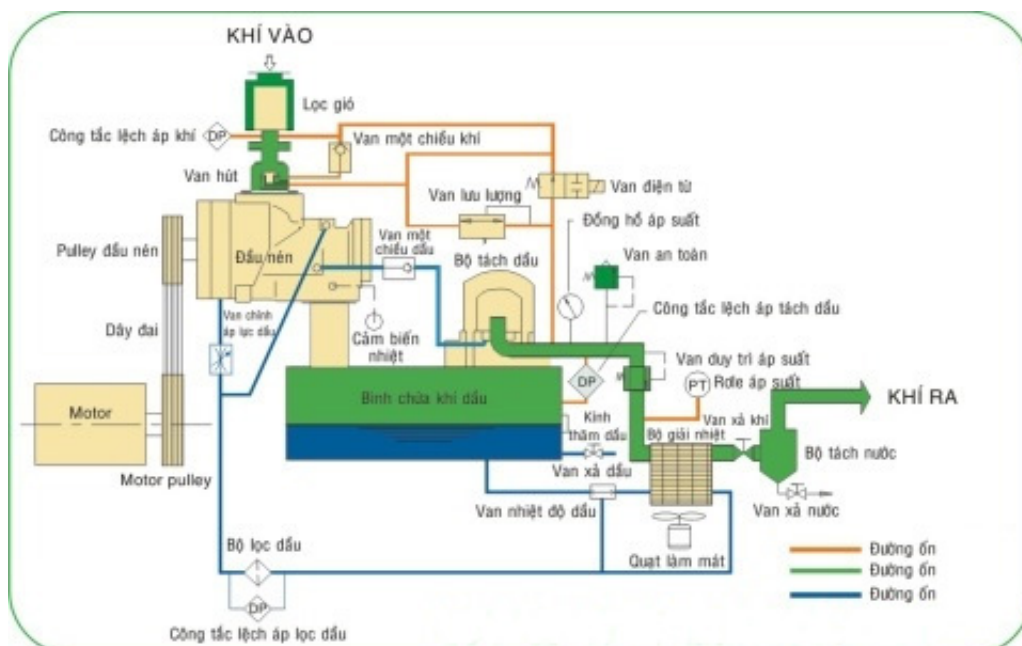 KHÍ VÀO
Lọc gió
Công tắc lệch áp khí
DP
Van một chiều khí
Van hút
Van điện từ
Van lưu lượng
Đồng hồ áp suất
Pulley đầu nén
Đầu nén
Van một
chiều dầu
Bộ tách dầu
Van an toàn
Dây đai
Van chỉnh
áp lực dầu
Cảm biến
nhiệt
Công tắc lệch áp tách dầu
Van duy trì áp suất
DP
PT
Rơle áp suất
Bình chứa khí dầu
KHÍ RA
Motor
Kính
thăm dầu
Van xả khí
Bộ giải nhiệt
Bộ tách nước
Motor pulley
Van xả dầu
Van nhiệt độ dầu
Van xả nước
Bộ lọc dầu
Quạt làm mát
DP
Công tắc lệch áp lọc dầu
Đường ốn
Đường ốn
Đường ốn